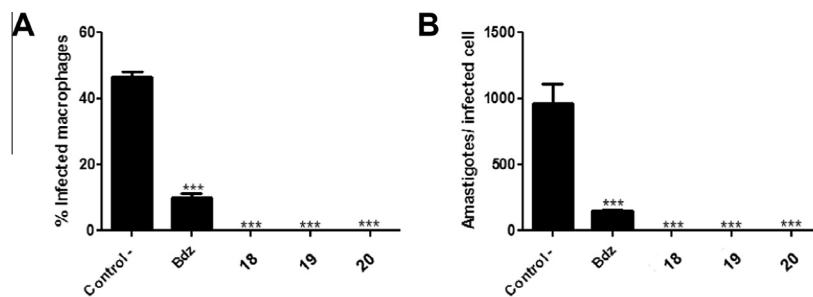 A
% Infected macrophages
60
40
20
0
***
***
***
***
Control -
Bdz
18
19
20
B
Amastigotes/ infected cell
1500
1000
500
0
***
***
***
***
Control -
Bdz
18
19
20